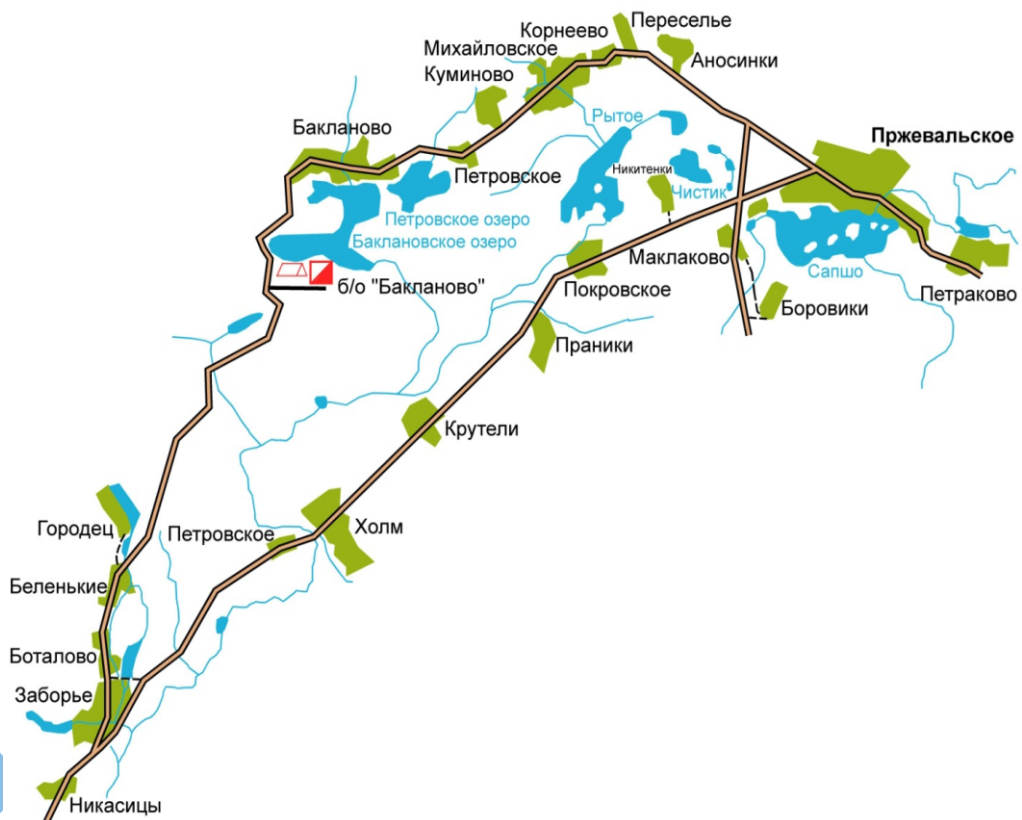 Переселье
Корнеево
Михайловское
Аносинки
Куминово
Рытое
Бакланово
Пржевальское
Никитенки
Петровское
Чистик
Петровское озеро
Баклановское озеро
Маклаково
Сапшо
б/о "Бакланово"
Покровское
Петраково
Боровики
Праники
Крутели
Городец
Петровское
Холм
Беленькие
Боталово
Заборье
Никасицы